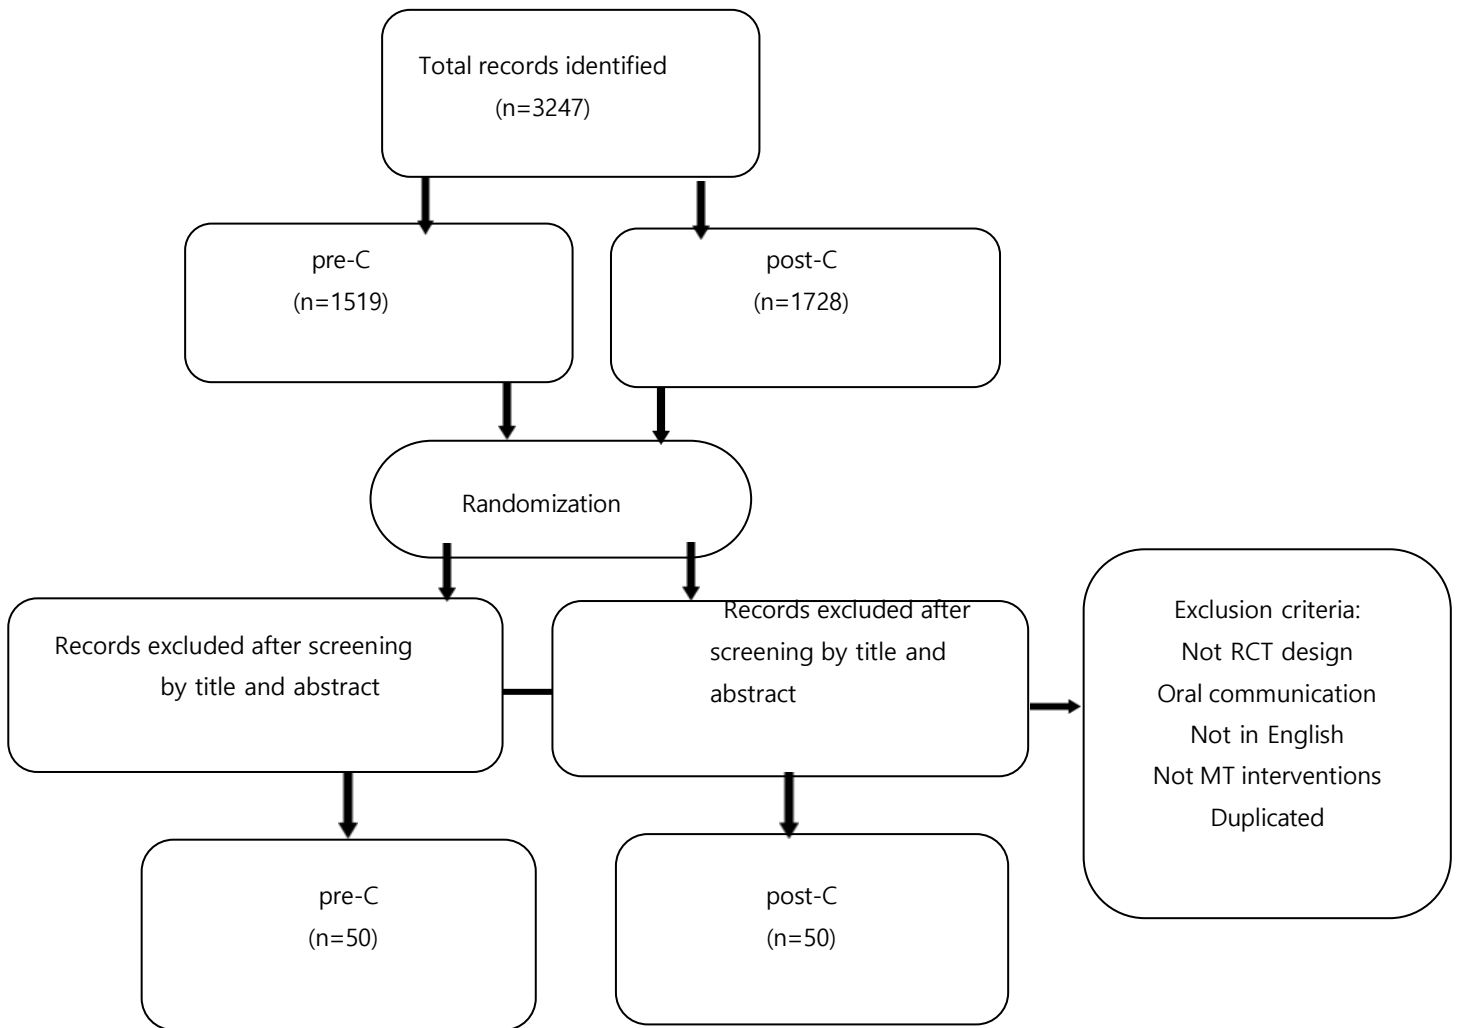 Total records identified
(n=3247)
pre-C
(n=1519)
post-C
(n=1728)
Randomization
Records excluded after screening
by title and abstract
Records excluded after
screening by title and
abstract
Exclusion criteria:
Not RCT design
Oral communication
Not in English
Not MT interventions
Duplicated
pre-C
(n=50)
post-C
(n=50)